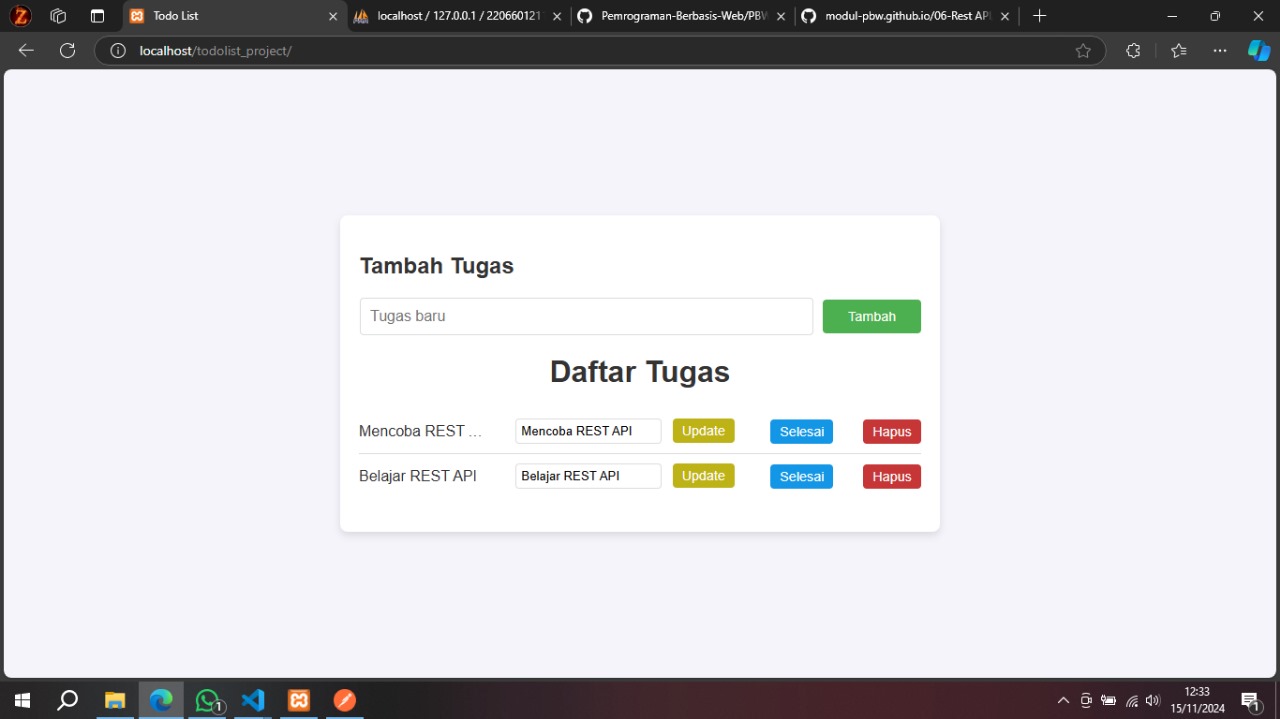 Todo List
localhost / 127.0.0.1 / 220660121
Pemrograman-Berbasis-Web/PBW
modul-pbw.github.io/06-Rest API
localhost/todolist_project/
Tambah Tugas
Tugas baru
Tambah
Daftar Tugas
Mencoba REST ...
Mencoba REST API
Update
Selesai
Hapus
Belajar REST API
Belajar REST API
Update
Selesai
Hapus
1
12:33
15/11/2024
1